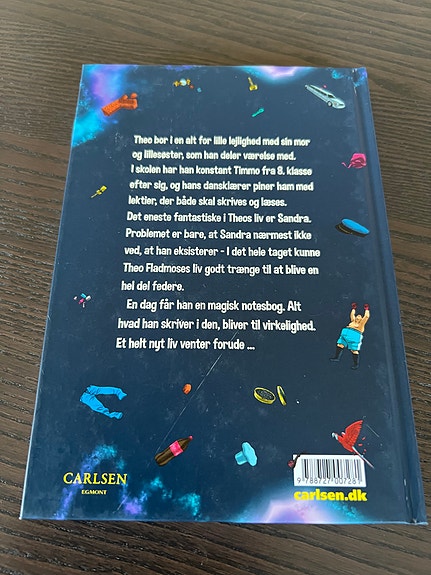 Theo bor i en alt for lille lejlighed med sin mor
og lillesøster, som han deler værelse med.
I skolen har han konstant Timmo fra 8. klasse
efter sig, og hans dansklærer piner ham med
lektier, der både skal skrives og læses.
Det eneste fantastiske i Theos liv er Sandra.
Problemet er bare, at Sandra nærmest ikke
ved, at han eksisterer - I det hele taget kunne
Theo Fladmoses liv godt trænge til at blive en
hel del federe.
En dag får han en magisk notesbog. Alt
hvad han skriver i den, bliver til virkelighed.
Et helt nyt liv venter forude ...
CARLSEN
EGMONT
9 788727 007281
carlsen.dk